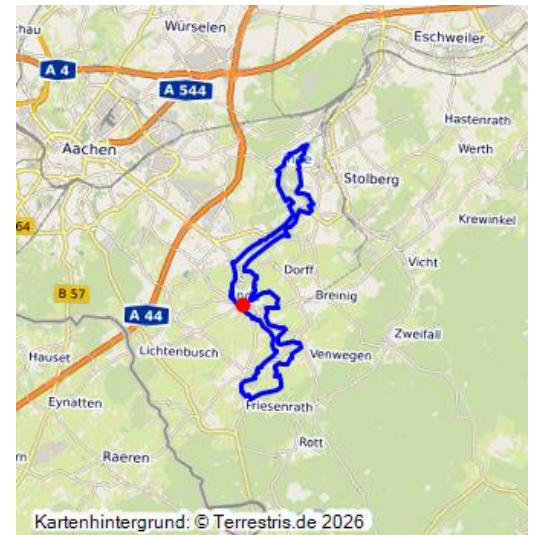 Würselen
Eschweiler
A 4
A 544
Hastenrath
Aachen
Werth
Stolberg
Krewinkel
64
Dorff
Vicht
B 57
Breinig
A 44
Zweifall
Lichtenbusch
Hauset
Venwegen
Eynatten
Friesenrath
Rott
Raeren
Kartenhintergrund: © Terrestris.de 2026